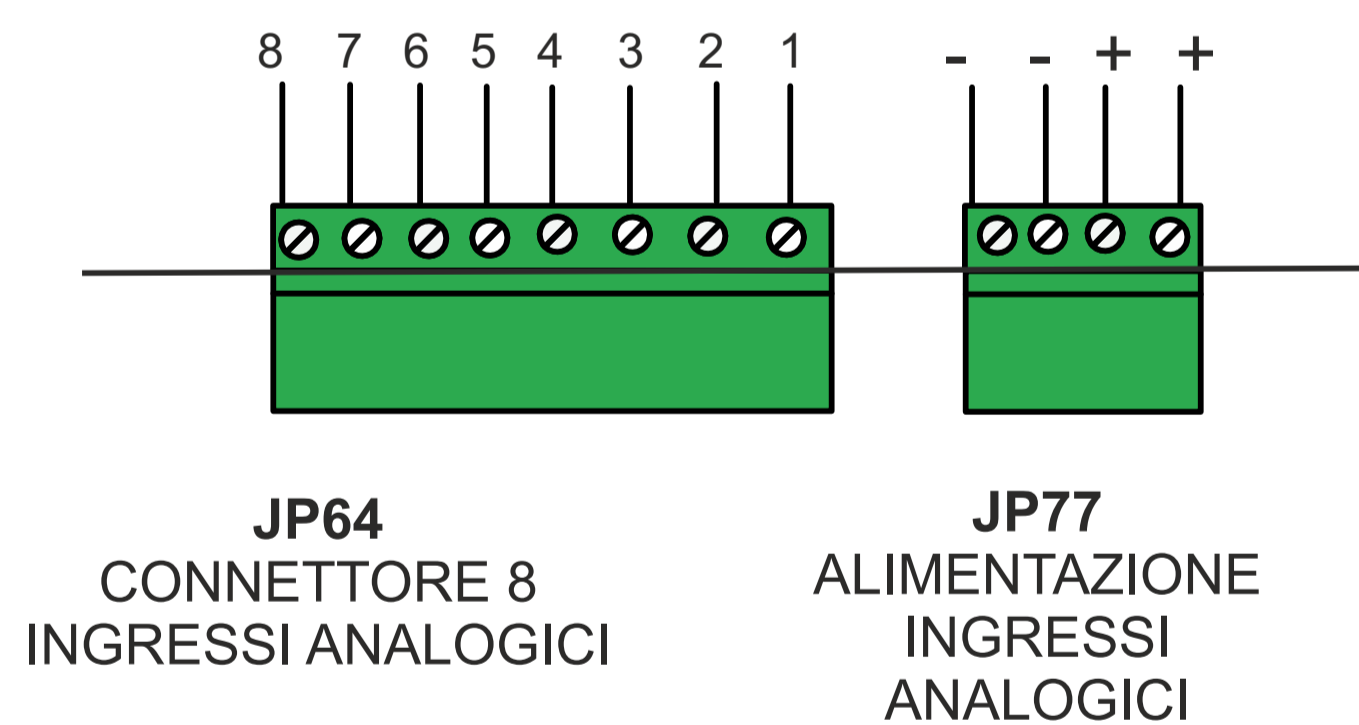 8 7 6 5 4 3 2 1
- - + +
JP64
CONNETTORE 8
INGRESSI ANALOGICI
JP77
ALIMENTAZIONE
INGRESSI
ANALOGICI